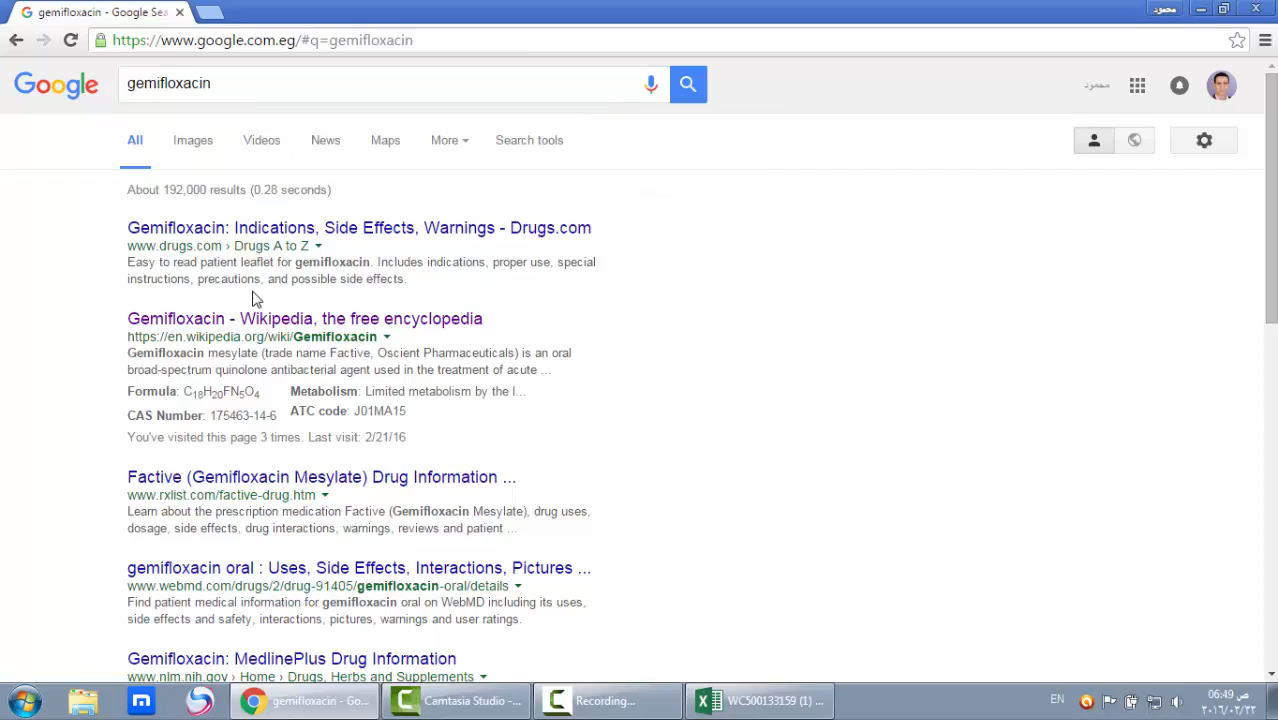 gemifloxacin - Google Sea
محمود
https://www.google.com.eg/#q=gemifloxacin
Google
gemifloxacin
محمود
All Images Videos News Maps More Search tools
About 192,000 results (0.28 seconds)
Gemifloxacin: Indications, Side Effects, Warnings - Drugs.com
www.drugs.com › Drugs A to Z
Easy to read patient leaflet for gemifloxacin. Includes indications, proper use, special
instructions, precautions, and possible side effects.
Gemifloxacin - Wikipedia, the free encyclopedia
https://en.wikipedia.org/wiki/Gemifloxacin
Gemifloxacin mesylate (trade name Factive, Oscient Pharmaceuticals) is an oral
broad-spectrum quinolone antibacterial agent used in the treatment of acute ...
Formula: C18H20FN5O4 Metabolism: Limited metabolism by the l...
CAS Number: 175463-14-6 ATC code: J01MA15
You've visited this page 3 times. Last visit: 2/21/16
Factive (Gemifloxacin Mesylate) Drug Information ...
www.rxlist.com/factive-drug.htm
Learn about the prescription medication Factive (Gemifloxacin Mesylate), drug uses,
dosage, side effects, drug interactions, warnings, reviews and patient ...
gemifloxacin oral : Uses, Side Effects, Interactions, Pictures ...
www.webmd.com/drugs/2/drug-91405/gemifloxacin-oral/details
Find patient medical information for gemifloxacin oral on WebMD including its uses,
side effects and safety, interactions, pictures, warnings and user ratings.
Gemifloxacin: MedlinePlus Drug Information
www.nlm.nih.gov › Home › Drugs, Herbs and Supplements
gemifloxacin - Go... Camtasia Studio -... Recording... WC500133159 (1) ... EN
06:49 ص
٢٠١٦/٠٢/٢٢